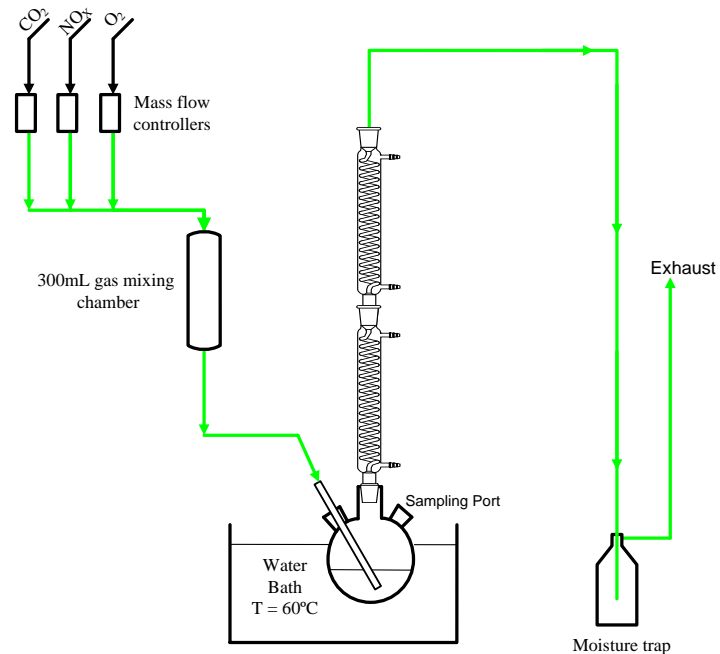 CO₂
NOₓ
O₂
Mass flow
controllers
300mL gas mixing
chamber
Exhaust
Sampling Port
Water
Bath
T = 60ºC
Moisture trap